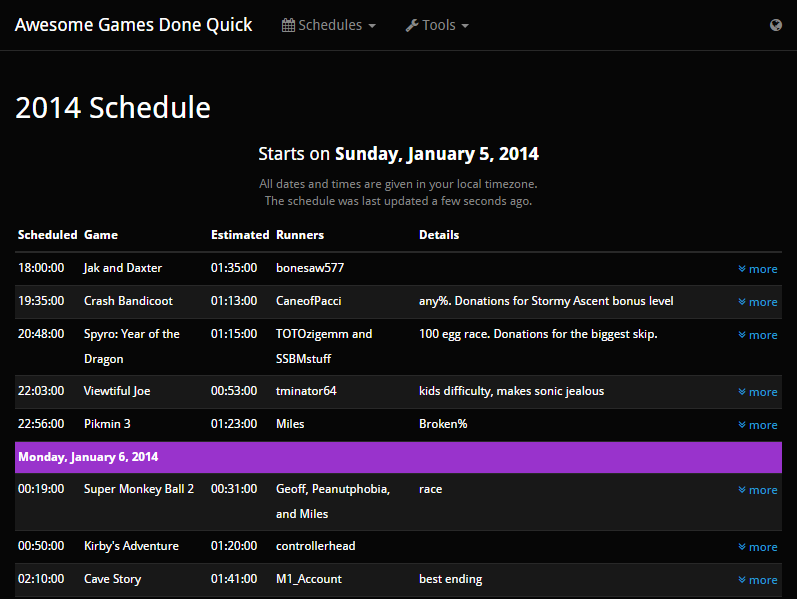 Awesome Games Done Quick Schedules Tools
2014 Schedule
Starts on Sunday, January 5, 2014
All dates and times are given in your local timezone.
The schedule was last updated a few seconds ago.
Scheduled Game Estimated Runners Details
18:00:00 Jak and Daxter 01:35:00 bonesaw577 more
19:35:00 Crash Bandicoot 01:13:00 CaneofPacci any%. Donations for Stormy Ascent bonus level more
20:48:00 Spyro: Year of the 01:15:00 TOTOzigemm and 100 egg race. Donations for the biggest skip. more
Dragon SSBMstuff
22:03:00 Viewtiful Joe 00:53:00 tminator64 kids difficulty, makes sonic jealous more
22:56:00 Pikmin 3 01:23:00 Miles Broken% more
Monday, January 6, 2014
00:19:00 Super Monkey Ball 2 00:31:00 Geoff, Peanutphobia, race more
and Miles
00:50:00 Kirby's Adventure 01:20:00 controllerhead more
02:10:00 Cave Story 01:41:00 M1_Account best ending more